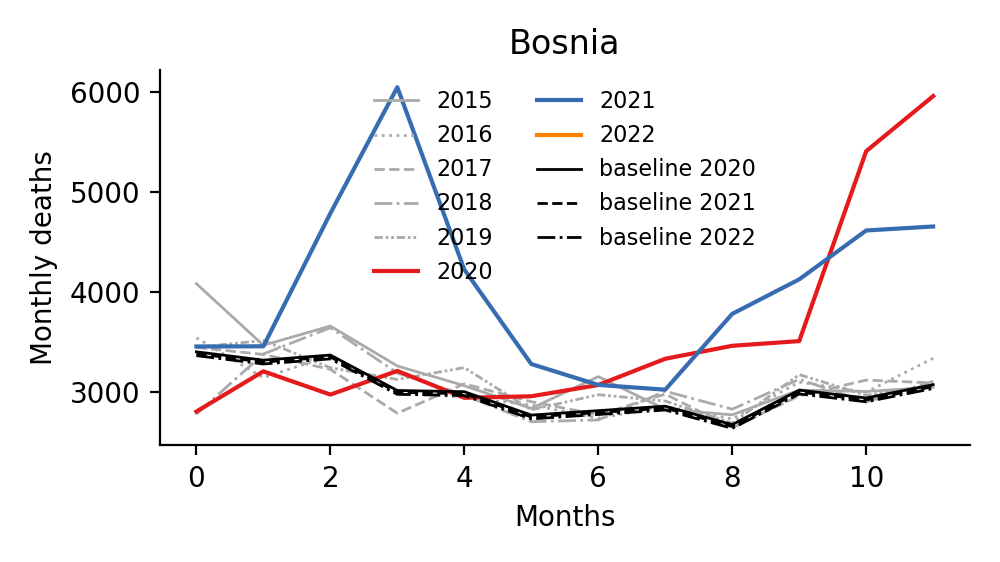 Bosnia
Monthly deaths
6000
5000
4000
3000
2015
2016
2017
2018
2019
2020
2021
2022
baseline 2020
baseline 2021
baseline 2022
0 2 4 6 8 10
Months